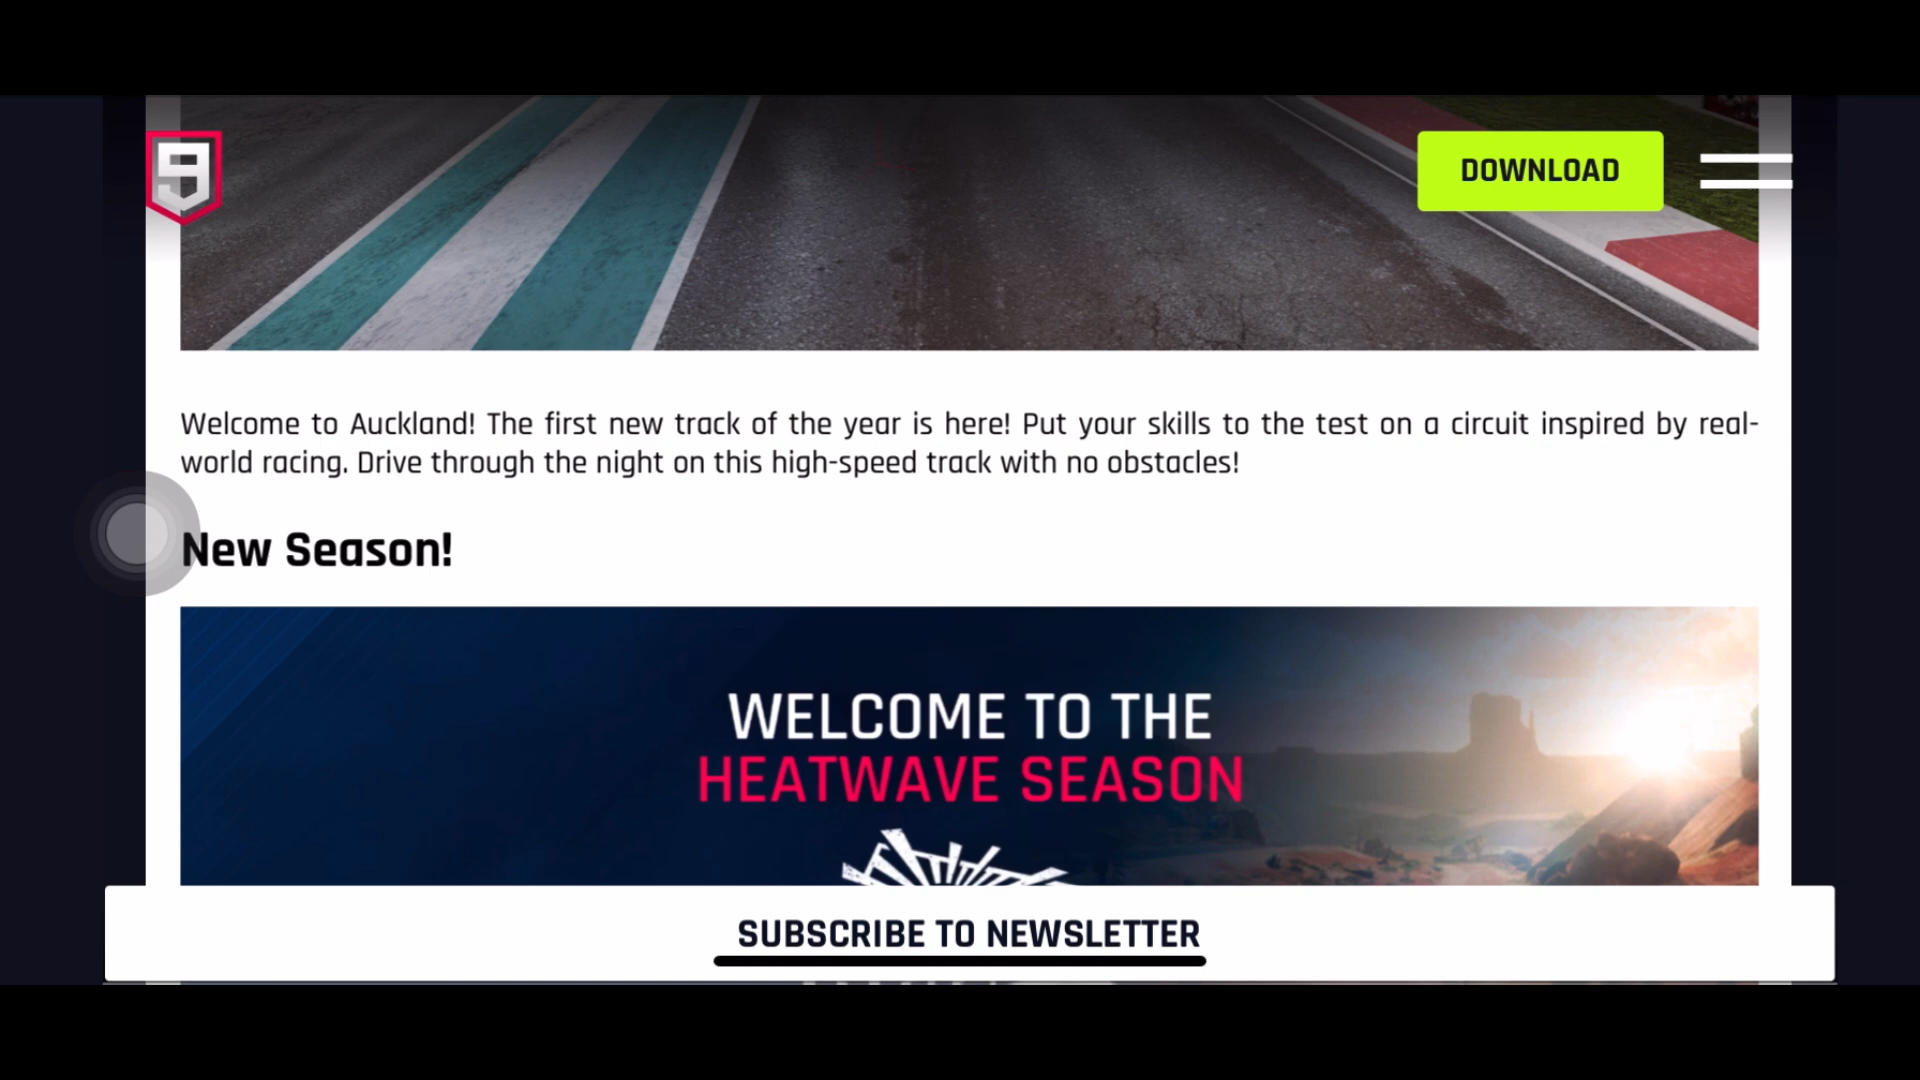 9
DOWNLOAD
Welcome to Auckland! The first new track of the year is here! Put your skills to the test on a circuit inspired by real-
world racing. Drive through the night on this high-speed track with no obstacles!
New Season!
WELCOME TO THE
HEATWAVE SEASON
SUBSCRIBE TO NEWSLETTER